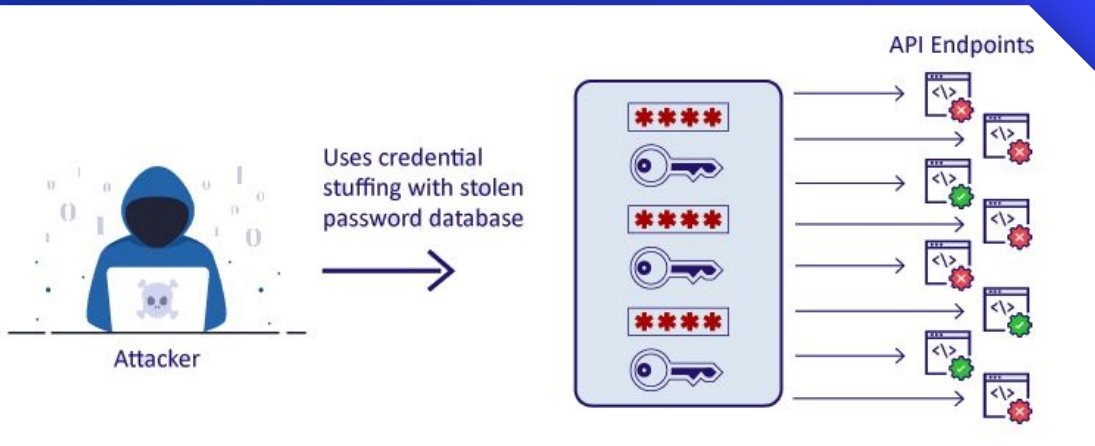 API Endpoints
Uses credential
stuffing with stolen
password database
****
****
****
Attacker